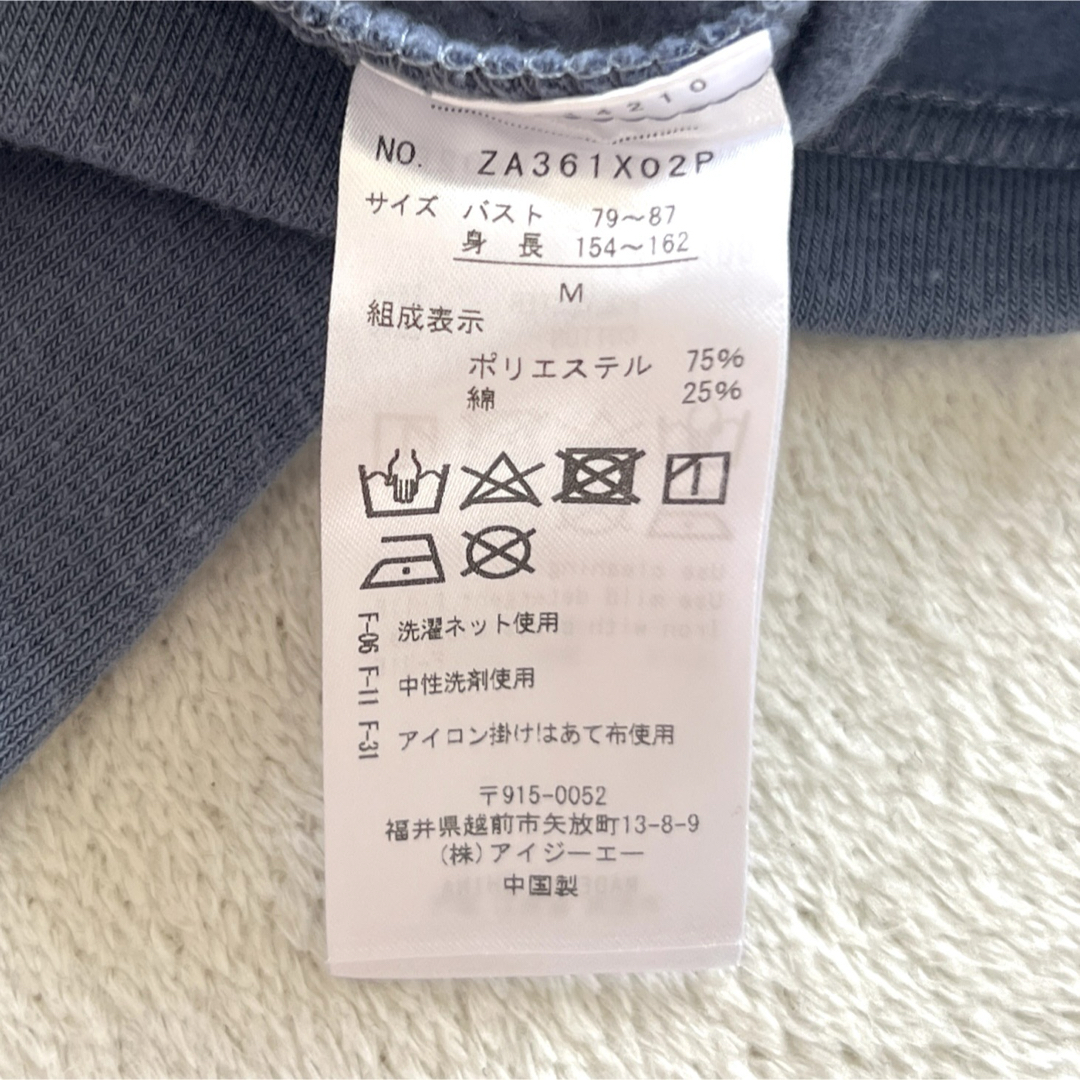 210
NO. ZA361X02P
サイズ バスト 79～87
身 長 154～162
M
組成表示
ポリエステル 75%
綿 25%
F-06 洗濯ネット使用
F-11 中性洗剤使用
F-31 アイロン掛けはあて布使用
〒915-0052
福井県越前市矢放町13-8-9
(株)アイジーエー
中国製